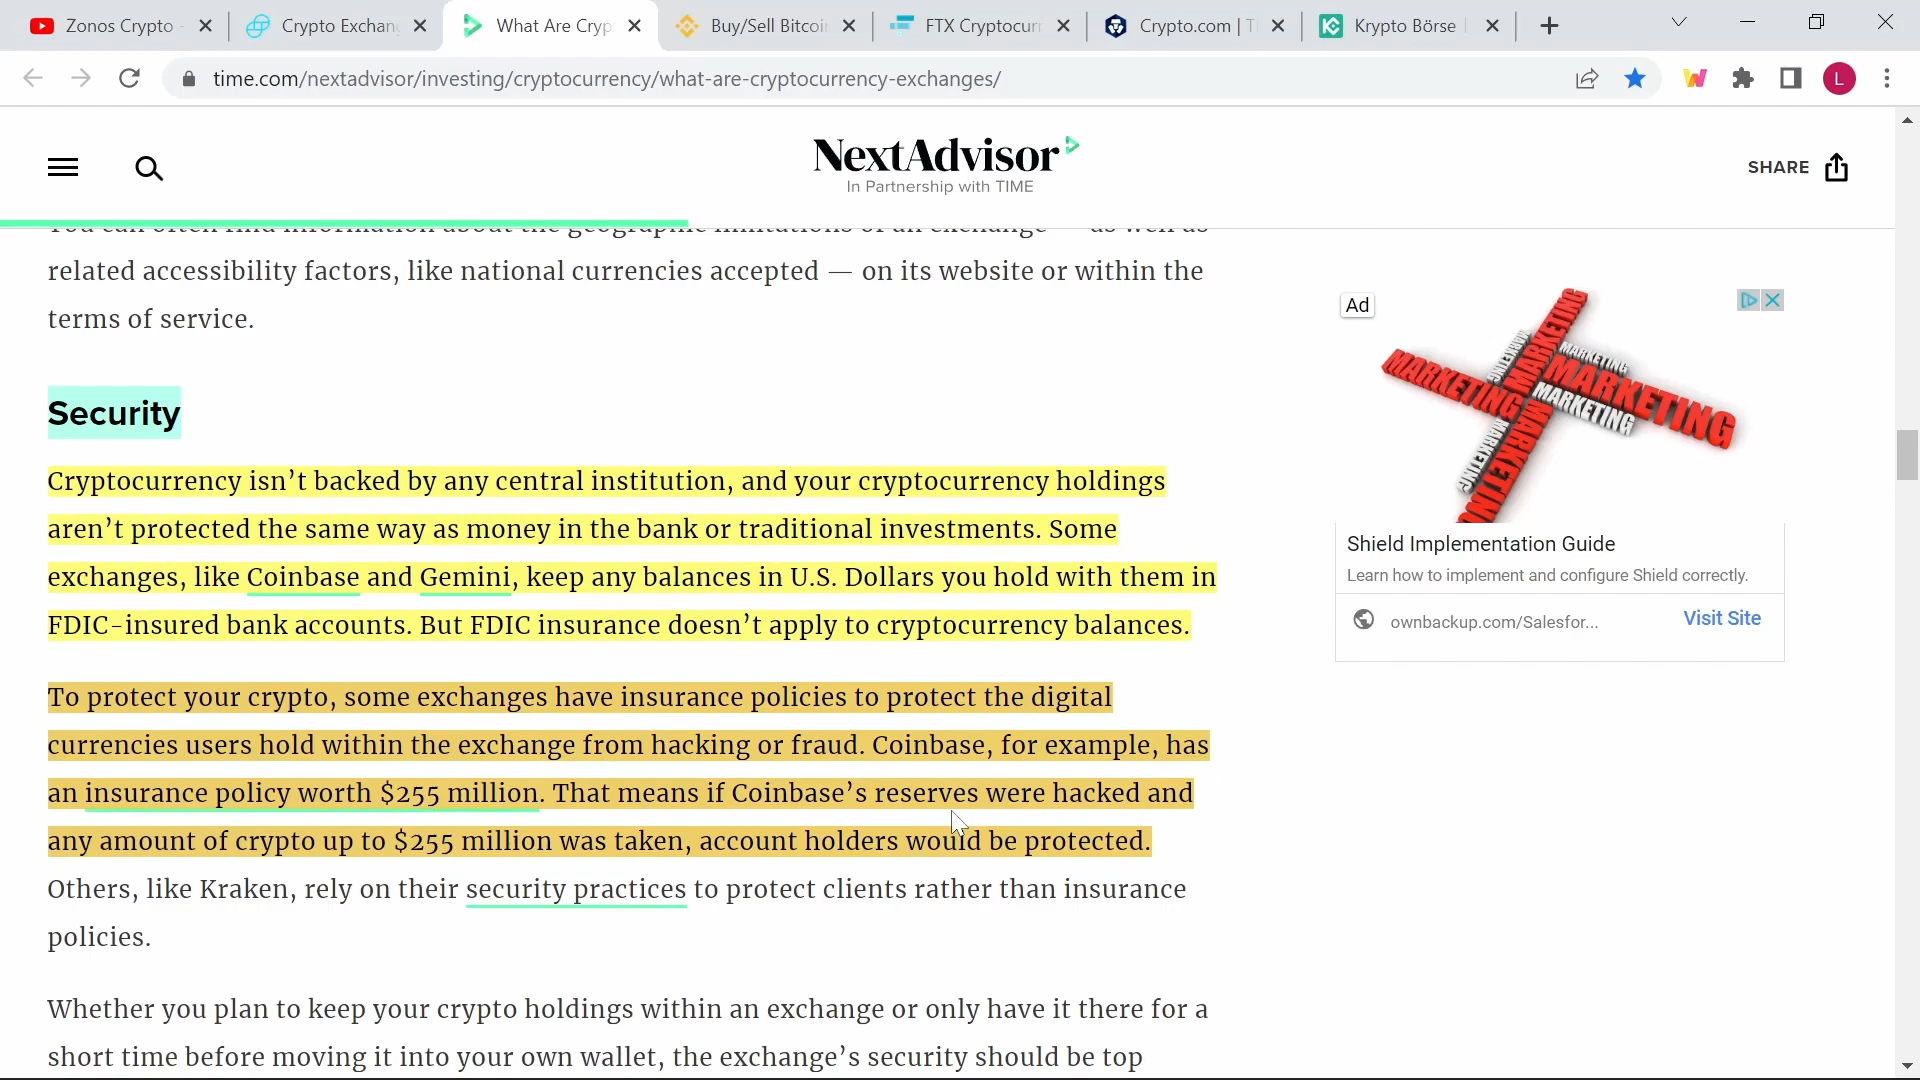 Zonos Crypto -
Crypto Exchang
What Are Cryp
Buy/Sell Bitcoin
FTX Cryptocurr
Crypto.com | T
Krypto Börse |
time.com/nextadvisor/investing/cryptocurrency/what-are-cryptocurrency-exchanges/
L
NextAdvisor
In Partnership with TIME
SHARE
You can often find information about the geographic limitations of an exchange — as well as
related accessibility factors, like national currencies accepted — on its website or within the
terms of service.
Security
Cryptocurrency isn’t backed by any central institution, and your cryptocurrency holdings
aren’t protected the same way as money in the bank or traditional investments. Some
exchanges, like Coinbase and Gemini, keep any balances in U.S. Dollars you hold with them in
FDIC-insured bank accounts. But FDIC insurance doesn’t apply to cryptocurrency balances.
To protect your crypto, some exchanges have insurance policies to protect the digital
currencies users hold within the exchange from hacking or fraud. Coinbase, for example, has
an insurance policy worth $255 million. That means if Coinbase’s reserves were hacked and
any amount of crypto up to $255 million was taken, account holders would be protected.
Others, like Kraken, rely on their security practices to protect clients rather than insurance
policies.
Whether you plan to keep your crypto holdings within an exchange or only have it there for a
short time before moving it into your own wallet, the exchange’s security should be top
Ad
MARKETING
MARKETING
MARKETING
MARKETING
MARKETING
MARKETING
MARKETING
MARKETING
Shield Implementation Guide
Learn how to implement and configure Shield correctly.
ownbackup.com/Salesfor...
Visit Site